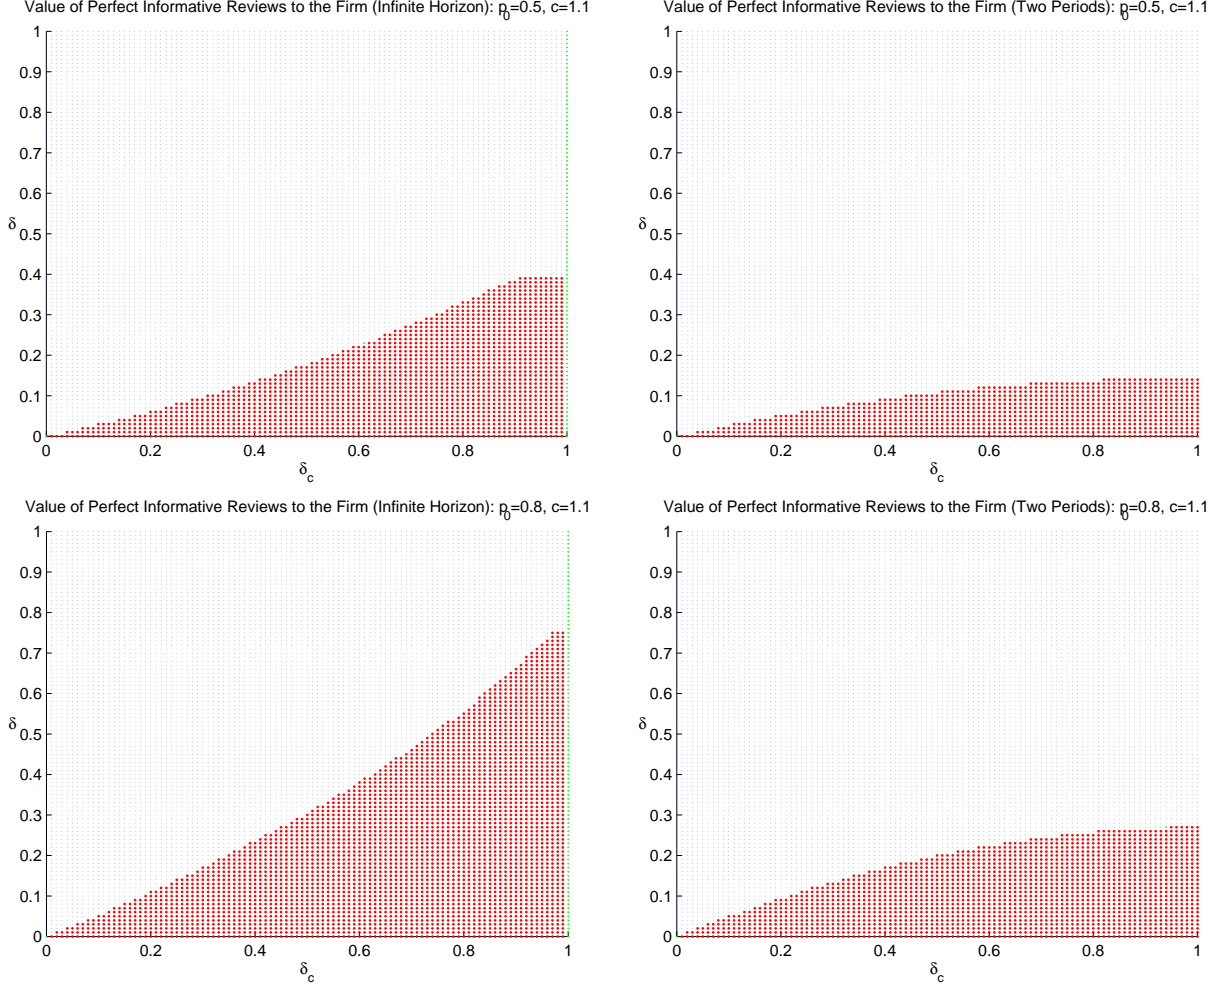 Value of Perfect Informative Reviews to the Firm (Infinite Horizon): p0=0.5, c=1.1
1
0.9
0.8
0.7
0.6
0.5
0.4
0.3
0.2
0.1
0
δ
0 0.2 0.4 0.6 0.8 1
δc
Value of Perfect Informative Reviews to the Firm (Two Periods): p0=0.5, c=1.1
1
0.9
0.8
0.7
0.6
0.5
0.4
0.3
0.2
0.1
0
δ
0 0.2 0.4 0.6 0.8 1
δc
Value of Perfect Informative Reviews to the Firm (Infinite Horizon): p0=0.8, c=1.1
1
0.9
0.8
0.7
0.6
0.5
0.4
0.3
0.2
0.1
0
δ
0 0.2 0.4 0.6 0.8 1
δc
Value of Perfect Informative Reviews to the Firm (Two Periods): p0=0.8, c=1.1
1
0.9
0.8
0.7
0.6
0.5
0.4
0.3
0.2
0.1
0
δ
0 0.2 0.4 0.6 0.8 1
δc